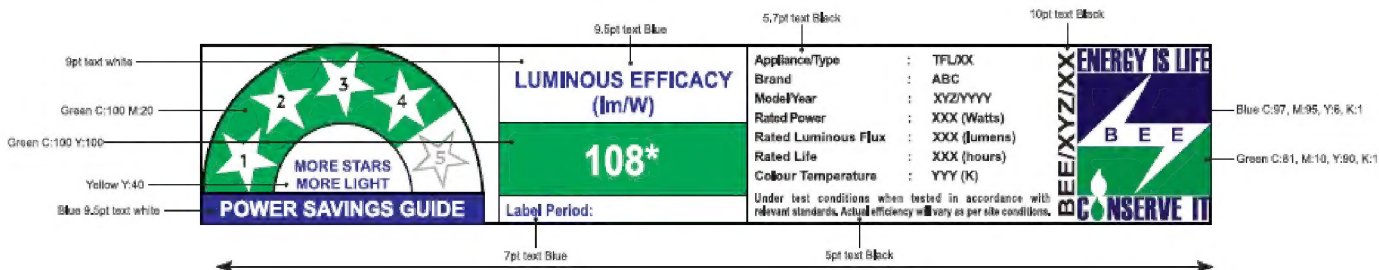 9.5pt text Blue
5.7pt text Black
10pt text Black
9pt text white
Green C:100 M:20
Green C:100 Y:100
Yellow Y:40
Blue 9.5pt text white
1
2
3
4
5
MORE STARS
MORE LIGHT
POWER SAVINGS GUIDE
LUMINOUS EFFICACY
(lm/W)
108*
Label Period:
Appliance/Type : TFL/XX
Brand : ABC
Model/Year : XYZ/YYYY
Rated Power : XXX (Watts)
Rated Luminous Flux : XXX (lumens)
Rated Life : XXX (hours)
Colour Temperature : YYY (K)
Under test conditions when tested in accordance with
relevant standards. Actual efficiency will vary as per site conditions.
BEE/XYZ/XX
ENERGY IS LIFE
BEE
CONSERVE IT
Blue C:97, M:95, Y:6, K:1
Green C:81, M:10, Y:90, K:1
7pt text Blue
5pt text Black